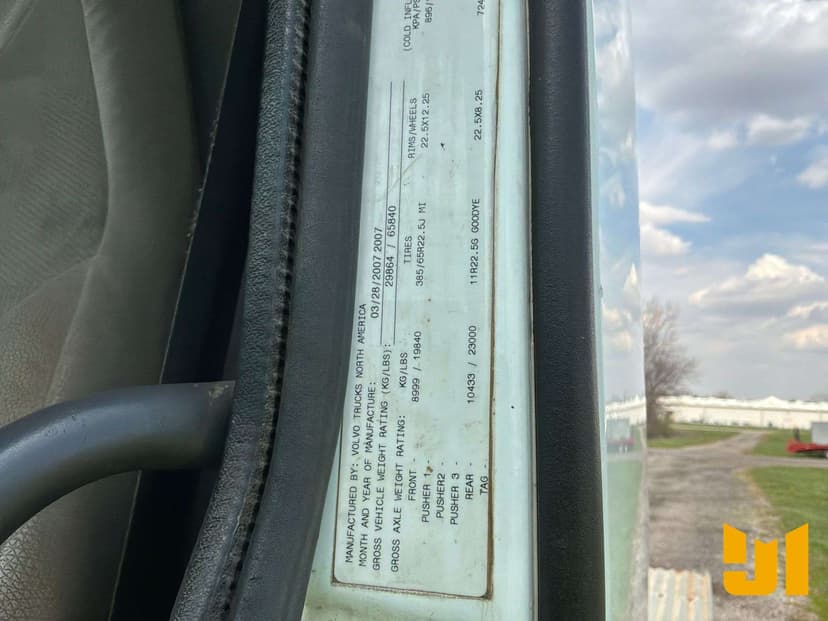 MANUFACTURED BY: VOLVO TRUCKS NORTH AMERICA
MONTH AND YEAR OF MANUFACTURE: 03/28/2007 2007
GROSS VEHICLE WEIGHT RATING (KG/LBS): 29864 / 65840
GROSS AXLE WEIGHT RATING: KG/LBS TIRES RIMS/WHEELS (COLD KPA/
FRONT - 8999 / 19840 385/65R22.5J MI 22.5X12.25 895/
PUSHER 1 -
PUSHER2 -
PUSHER 3 -
REAR - 10433 / 23000 11R22.5G GOODYE 22.5X8.25 724
TAG -